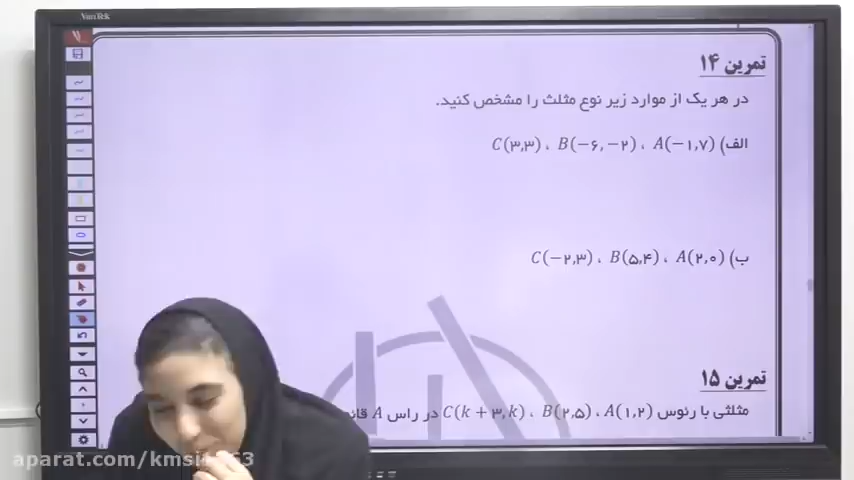 VanTek
تمرین ۱۴
در هر یک از موارد زیر نوع مثلث را مشخص کنید.
الف) A(−۱,۷) ، B(−۶,−۲) ، C(۳,۳)
ب) A(۲,۰) ، B(۵,۴) ، C(−۲,۳)
تمرین ۱۵
مثلثی با رئوس A(۱,۲) ، B(۲,۵) ، C(k + ۳,k) در راس A
aparat.com/kmsit